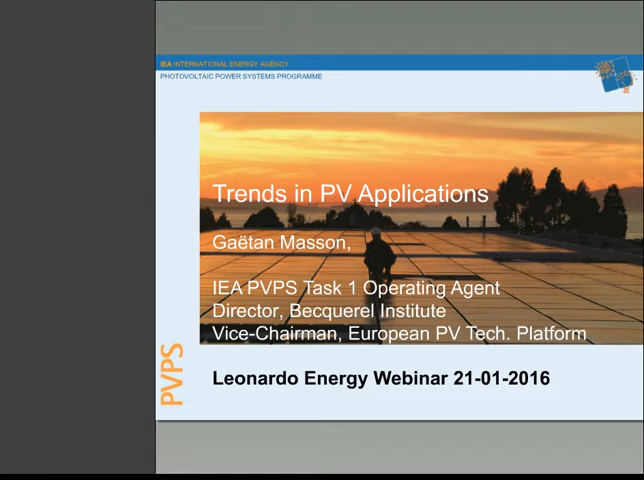 IEA INTERNATIONAL ENERGY AGENCY
PHOTOVOLTAIC POWER SYSTEMS PROGRAMME
Trends in PV Applications
Gaëtan Masson,
IEA PVPS Task 1 Operating Agent
Director, Becquerel Institute
Vice-Chairman, European PV Tech. Platform
PVPS
Leonardo Energy Webinar 21-01-2016